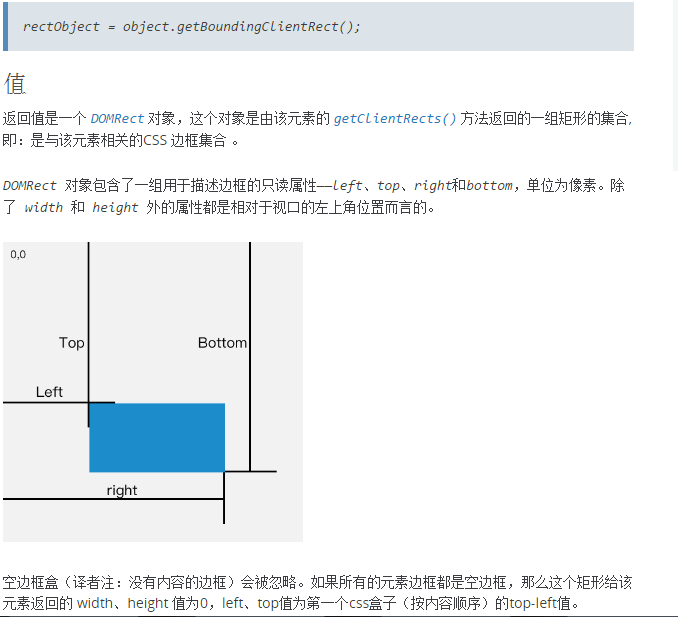 rectObject = object.getBoundingClientRect();
值
返回值是一个 DOMRect 对象，这个对象是由该元素的 getClientRects() 方法返回的一组矩形的集合,
即：是与该元素相关的CSS 边框集合 。
DOMRect 对象包含了一组用于描述边框的只读属性——left、top、right和bottom，单位为像素。除
了 width 和 height 外的属性都是相对于视口的左上角位置而言的。
0,0
Top
Bottom
Left
right
空边框盒（译者注：没有内容的边框）会被忽略。如果所有的元素边框都是空边框，那么这个矩形给该
元素返回的 width、height 值为0，left、top值为第一个css盒子（按内容顺序）的top-left值。